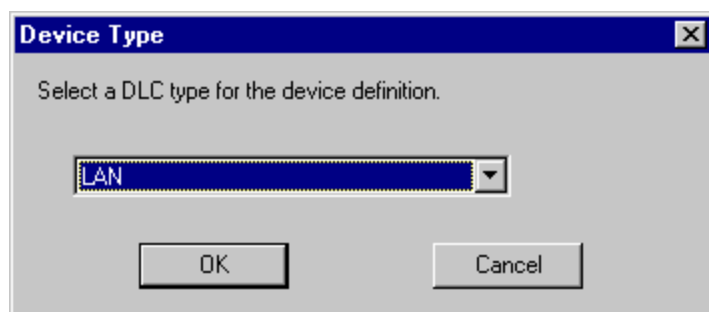 Device Type
Select a DLC type for the device definition.
LAN
OK
Cancel